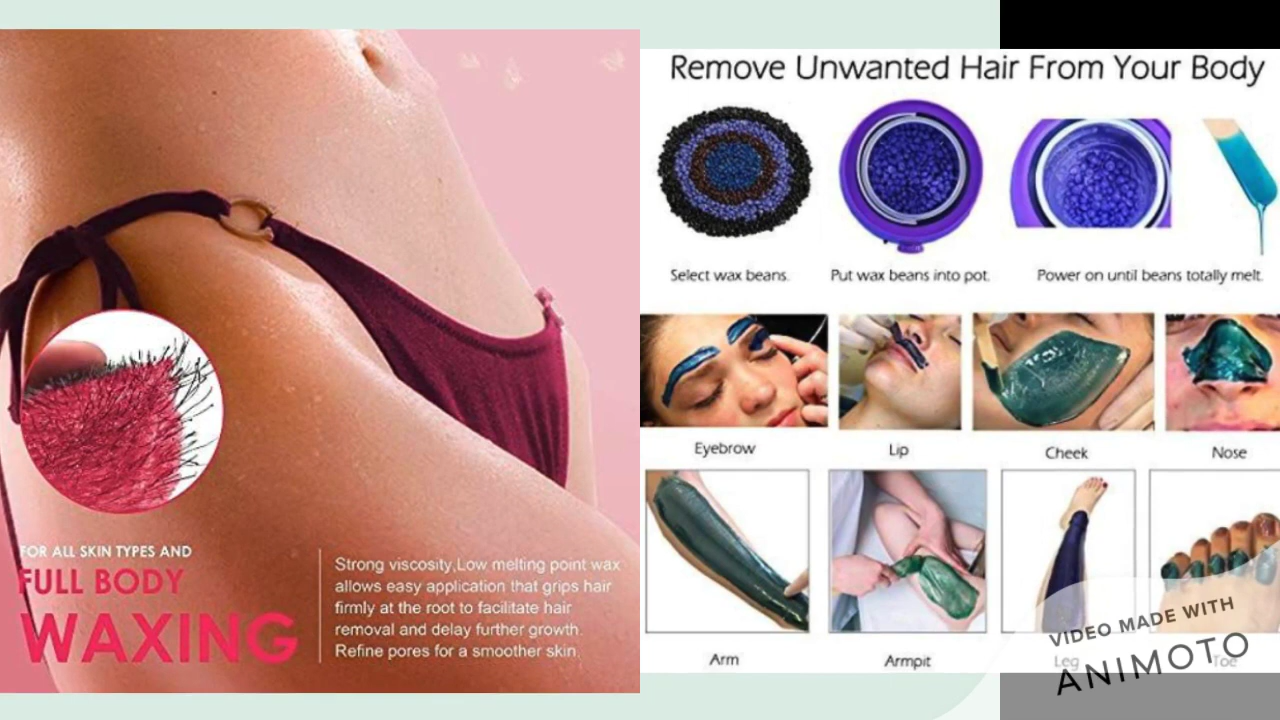 FOR ALL SKIN TYPES AND
FULL BODY
WAXING
Strong viscosity,Low melting point wax
allows easy application that grips hair
firmly at the root to facilitate hair
removal and delay further growth.
Refine pores for a smoother skin.
Remove Unwanted Hair From Your Body
Select wax beans.
Put wax beans into pot.
Power on until beans totally melt.
Eyebrow
Lip
Cheek
Nose
Arm
Armpit
Leg
Toe
VIDEO MADE WITH
ANIMOTO